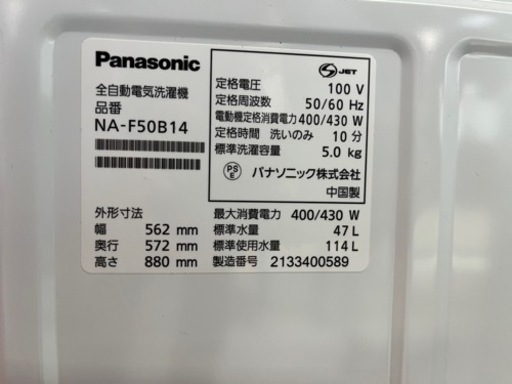 Panasonic
全自動電気洗濯機
品番
NA-F50B14
外形寸法
幅 562 mm
奥行 572 mm
高さ 880 mm
S JET
定格電圧 100 V
定格周波数 50/60 Hz
電動機定格消費電力 400/430 W
定格時間 洗いのみ 10 分
標準洗濯容量 5.0 kg
PS E パナソニック株式会社
中国製
最大消費電力 400/430 W
標準水量 47 L
標準使用水量 114 L
製造番号 2133400589